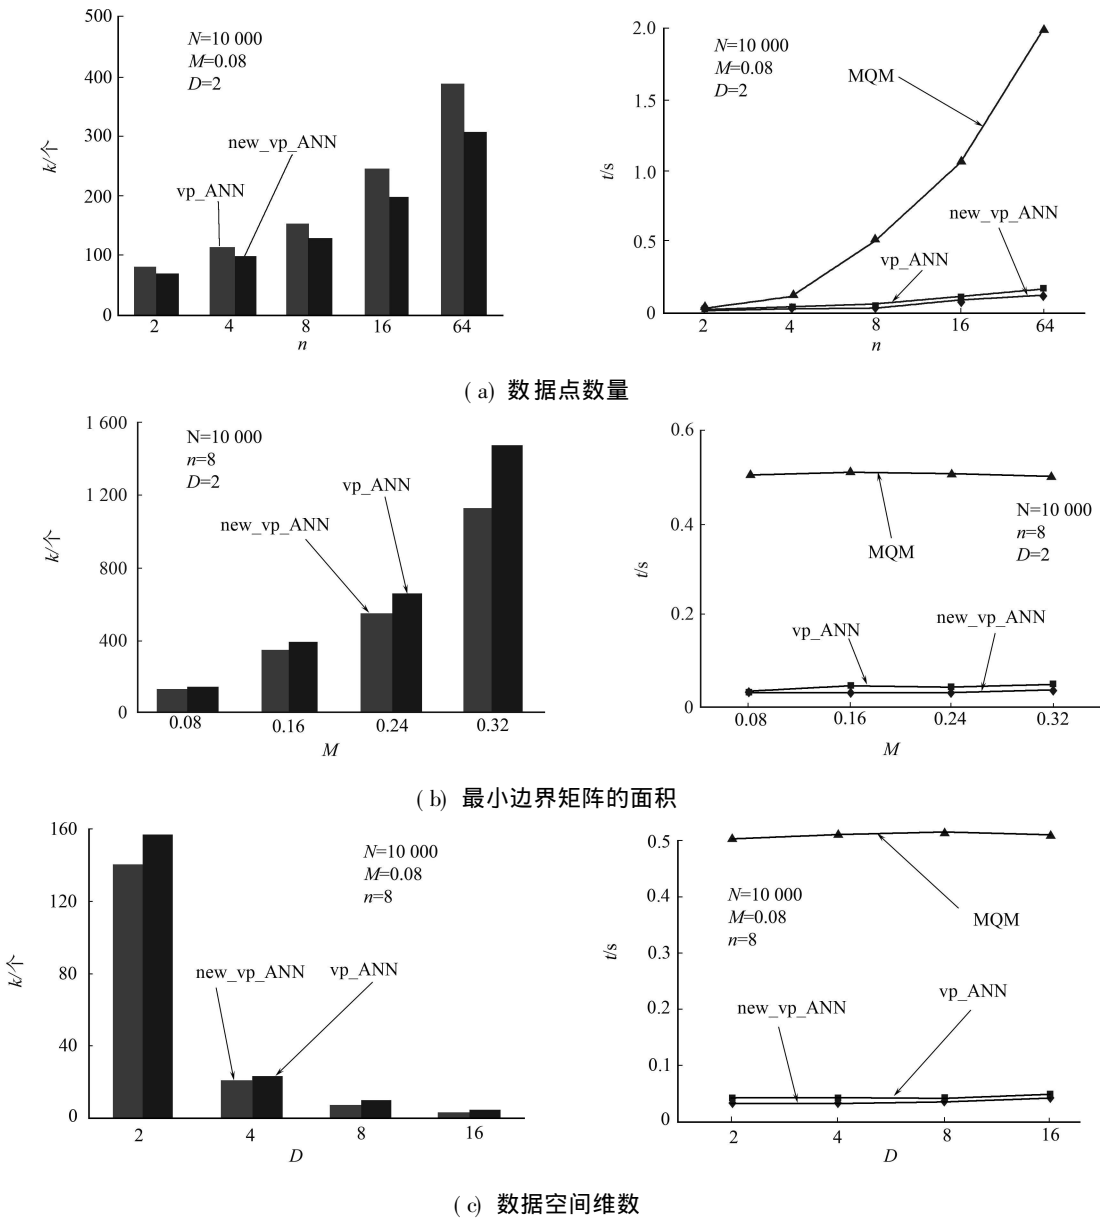 500
400
300
200
100
0
k/个
N=10 000
M=0.08
D=2
new_vp_ANN
vp_ANN
2 4 8 16 64
n
2.0
1.5
1.0
0.5
0
t/s
N=10 000
M=0.08
D=2
MQM
new_vp_ANN
vp_ANN
2 4 8 16 64
n
(a) 数据点数量
1 600
1 200
800
400
0
k/个
N=10 000
n=8
D=2
vp_ANN
new_vp_ANN
0.08 0.16 0.24 0.32
M
0.6
0.4
0.2
0
t/s
N=10 000
n=8
D=2
MQM
new_vp_ANN
vp_ANN
0.08 0.16 0.24 0.32
M
(b) 最小边界矩阵的面积
160
120
80
40
0
k/个
N=10 000
M=0.08
n=8
new_vp_ANN
vp_ANN
2 4 8 16
D
0.5
0.4
0.3
0.2
0.1
0
t/s
N=10 000
M=0.08
n=8
MQM
vp_ANN
new_vp_ANN
2 4 8 16
D
(c) 数据空间维数